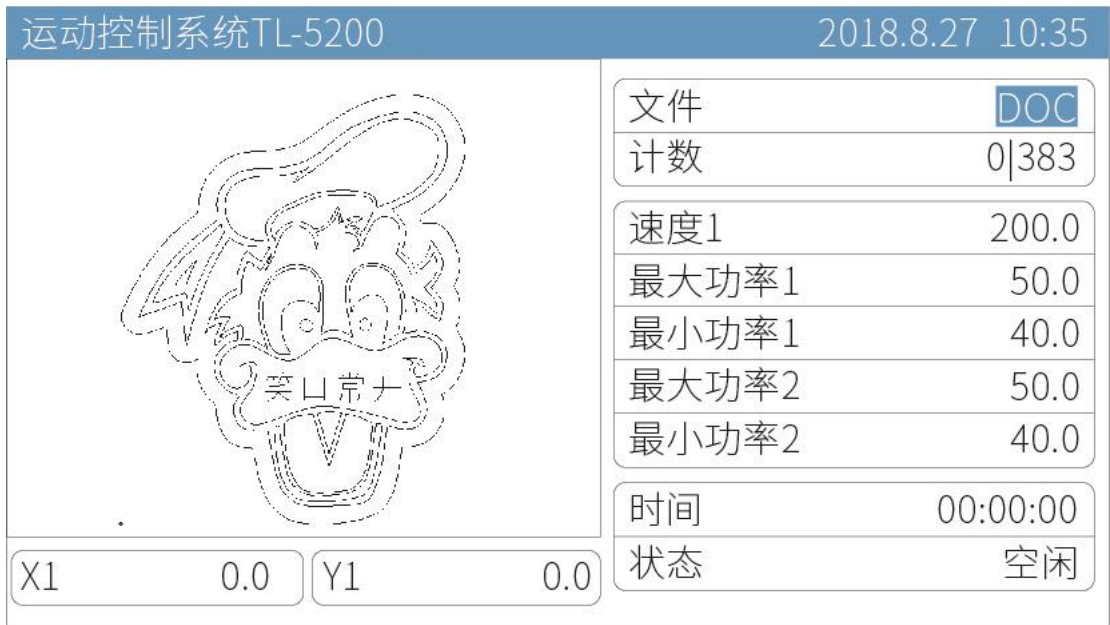 运动控制系统TL-5200 2018.8.27 10:35
文件 DOC
计数 0|383
速度1 200.0
最大功率1 50.0
最小功率1 40.0
最大功率2 50.0
最小功率2 40.0
时间 00:00:00
状态 空闲
笑口常
X1 0.0 Y1 0.0